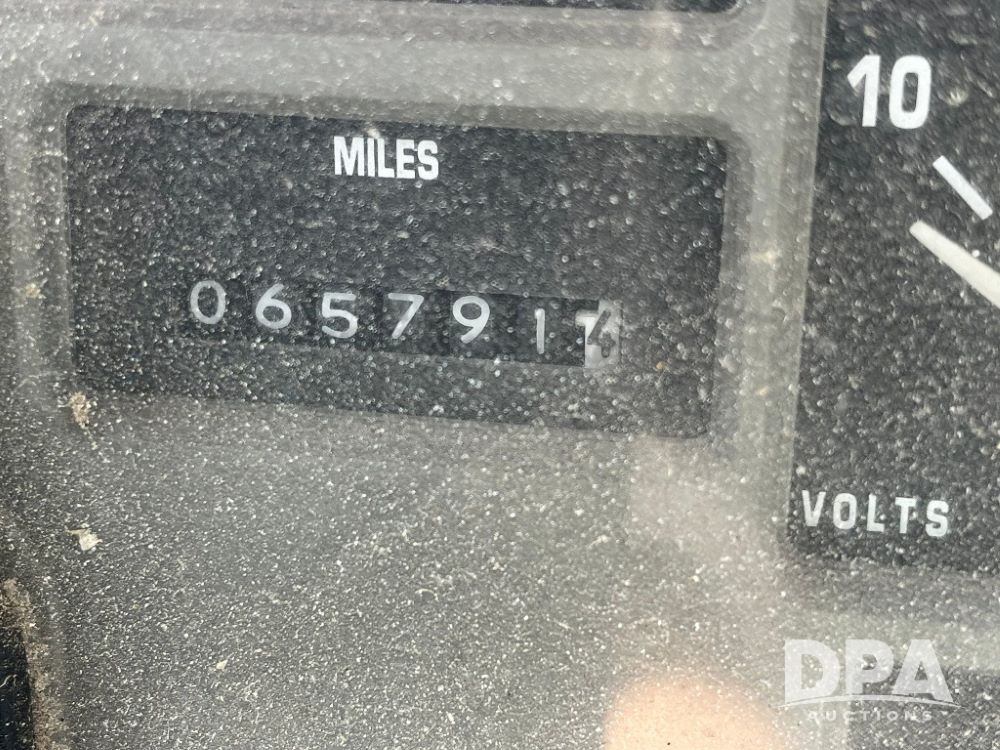 10
MILES
065791
VOLTS
DPA
AUCTIONS